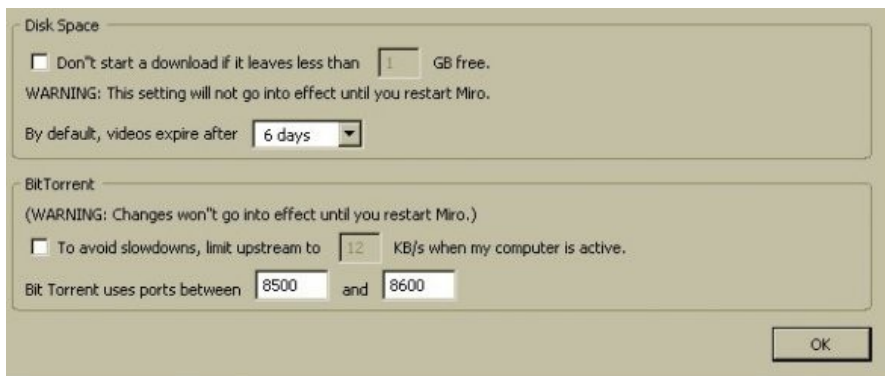 Disk Space
Don"t start a download if it leaves less than 1 GB free.
WARNING: This setting will not go into effect until you restart Miro.
By default, videos expire after 6 days
BitTorrent
(WARNING: Changes won"t go into effect until you restart Miro.)
To avoid slowdowns, limit upstream to 12 KB/s when my computer is active.
Bit Torrent uses ports between 8500 and 8600
OK